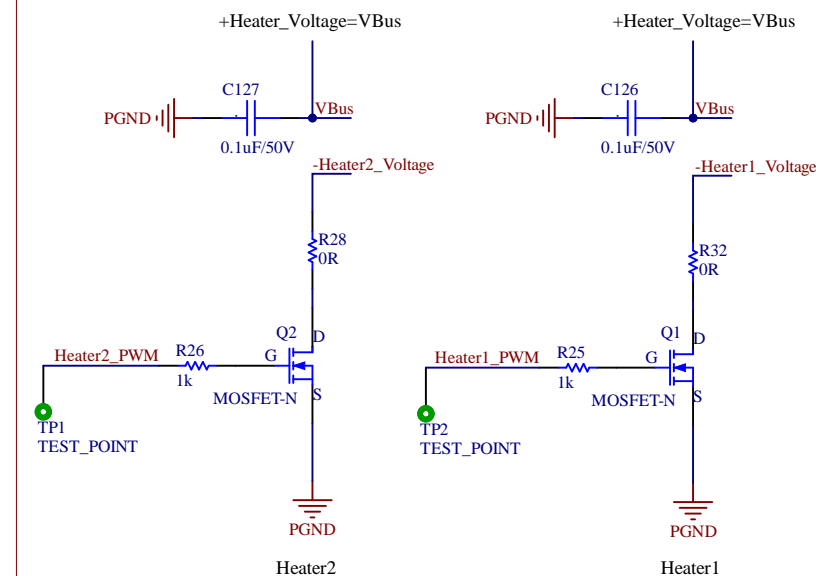 +Heater_Voltage=VBus
C127
PGND
VBus
0.1uF/50V
-Heater2_Voltage
R28
0R
Q2
D
Heater2_PWM
R26
G
1k
MOSFET-N
S
TP1
TEST_POINT
PGND
Heater2
+Heater_Voltage=VBus
C126
PGND
VBus
0.1uF/50V
-Heater1_Voltage
R32
0R
Q1
D
Heater1_PWM
R25
G
1k
MOSFET-N
S
TP2
TEST_POINT
PGND
Heater1